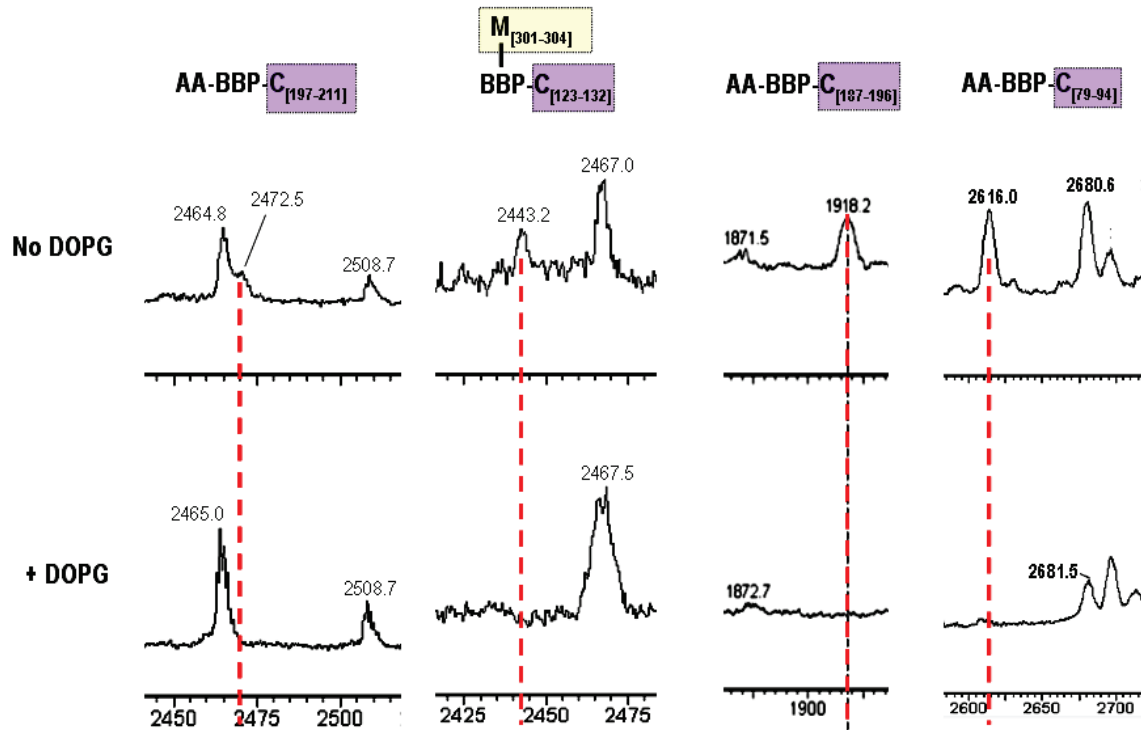 M[301-304]
AA-BBP-C[197-211]
BBP-C[123-132]
AA-BBP-C[187-196]
AA-BBP-C[79-94]
No DOPG
2464.8
2472.5
2508.7
2443.2
2467.0
1871.5
1918.2
2616.0
2680.6
+ DOPG
2465.0
2508.7
2467.5
1872.7
2681.5
2450 2475 2500
2425 2450 2475
1900
2600 2650 2700